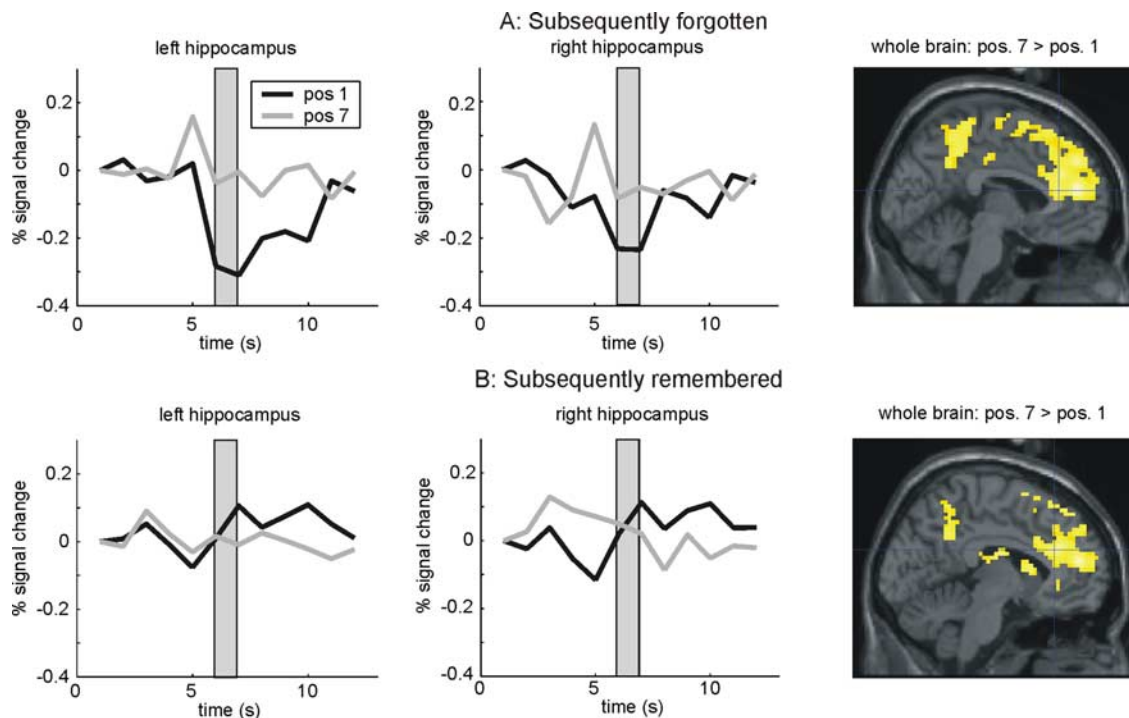 A: Subsequently forgotten
left hippocampus
right hippocampus
whole brain: pos. 7 > pos. 1
% signal change
0.2
0
-0.2
-0.4
pos 1
pos 7
0 5 10
time (s)
% signal change
0.2
0
-0.2
-0.4
0 5 10
time (s)
B: Subsequently remembered
left hippocampus
right hippocampus
whole brain: pos. 7 > pos. 1
% signal change
0.2
0
-0.2
-0.4
0 5 10
time (s)
% signal change
0.2
0
-0.2
-0.4
0 5 10
time (s)